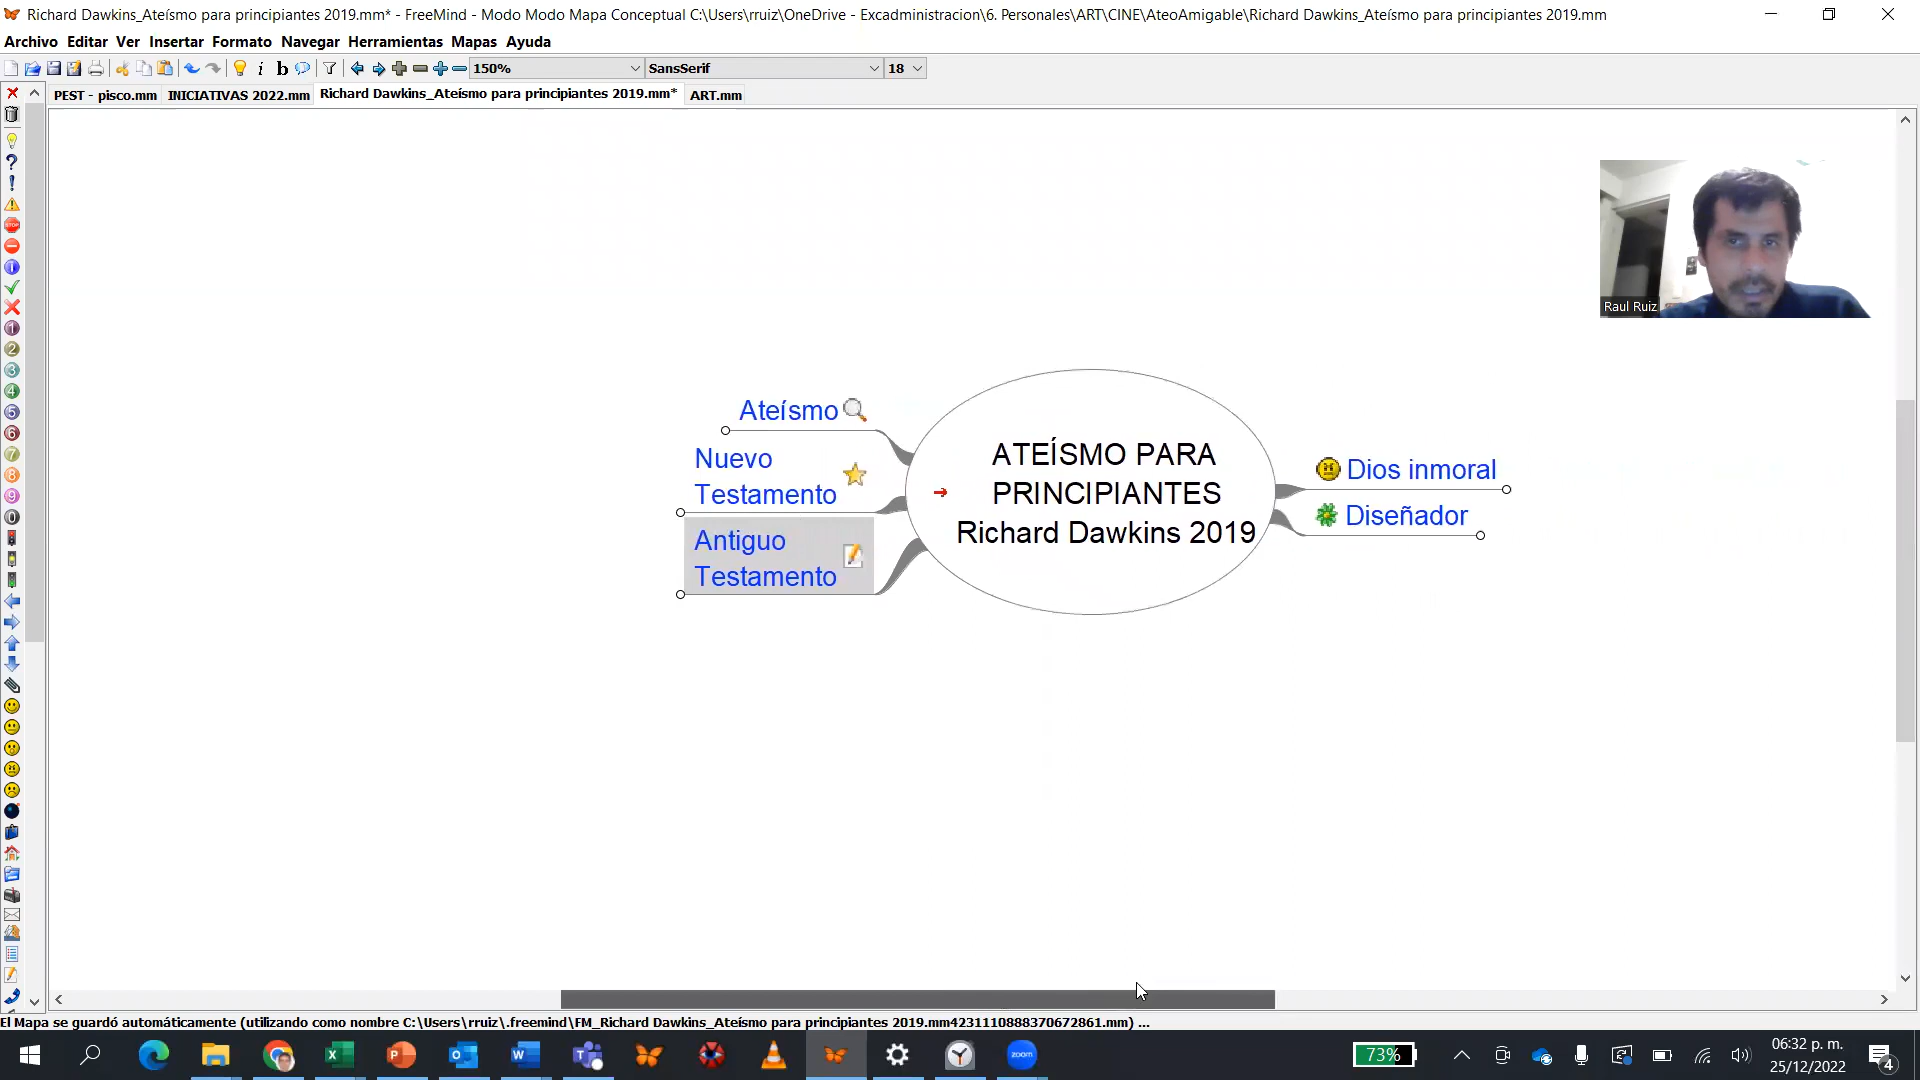 Richard Dawkins_Ateísmo para principiantes 2019.mm* - FreeMind - Modo Modo Mapa Conceptual C:\Users\rruiz\OneDrive - Excadministracion\6. Personales\ART\CINE\AteoAmigable\Richard Dawkins_Ateísmo para principiantes 2019.mm
Archivo Editar Ver Insertar Formato Navegar Herramientas Mapas Ayuda
150% SansSerif 18
PEST - pisco.mm INICIATIVAS 2022.mm Richard Dawkins_Ateísmo para principiantes 2019.mm* ART.mm
Raul Ruiz
Ateísmo
Nuevo
Testamento
Antiguo
Testamento
ATEÍSMO PARA
PRINCIPIANTES
Richard Dawkins 2019
Dios inmoral
Diseñador
El Mapa se guardó automáticamente (utilizando como nombre C:\Users\rruiz\.freemind\FM_Richard Dawkins_Ateísmo para principiantes 2019.mm4231110888370672861.mm) ...
zoom
73%
06:32 p. m.
25/12/2022
4